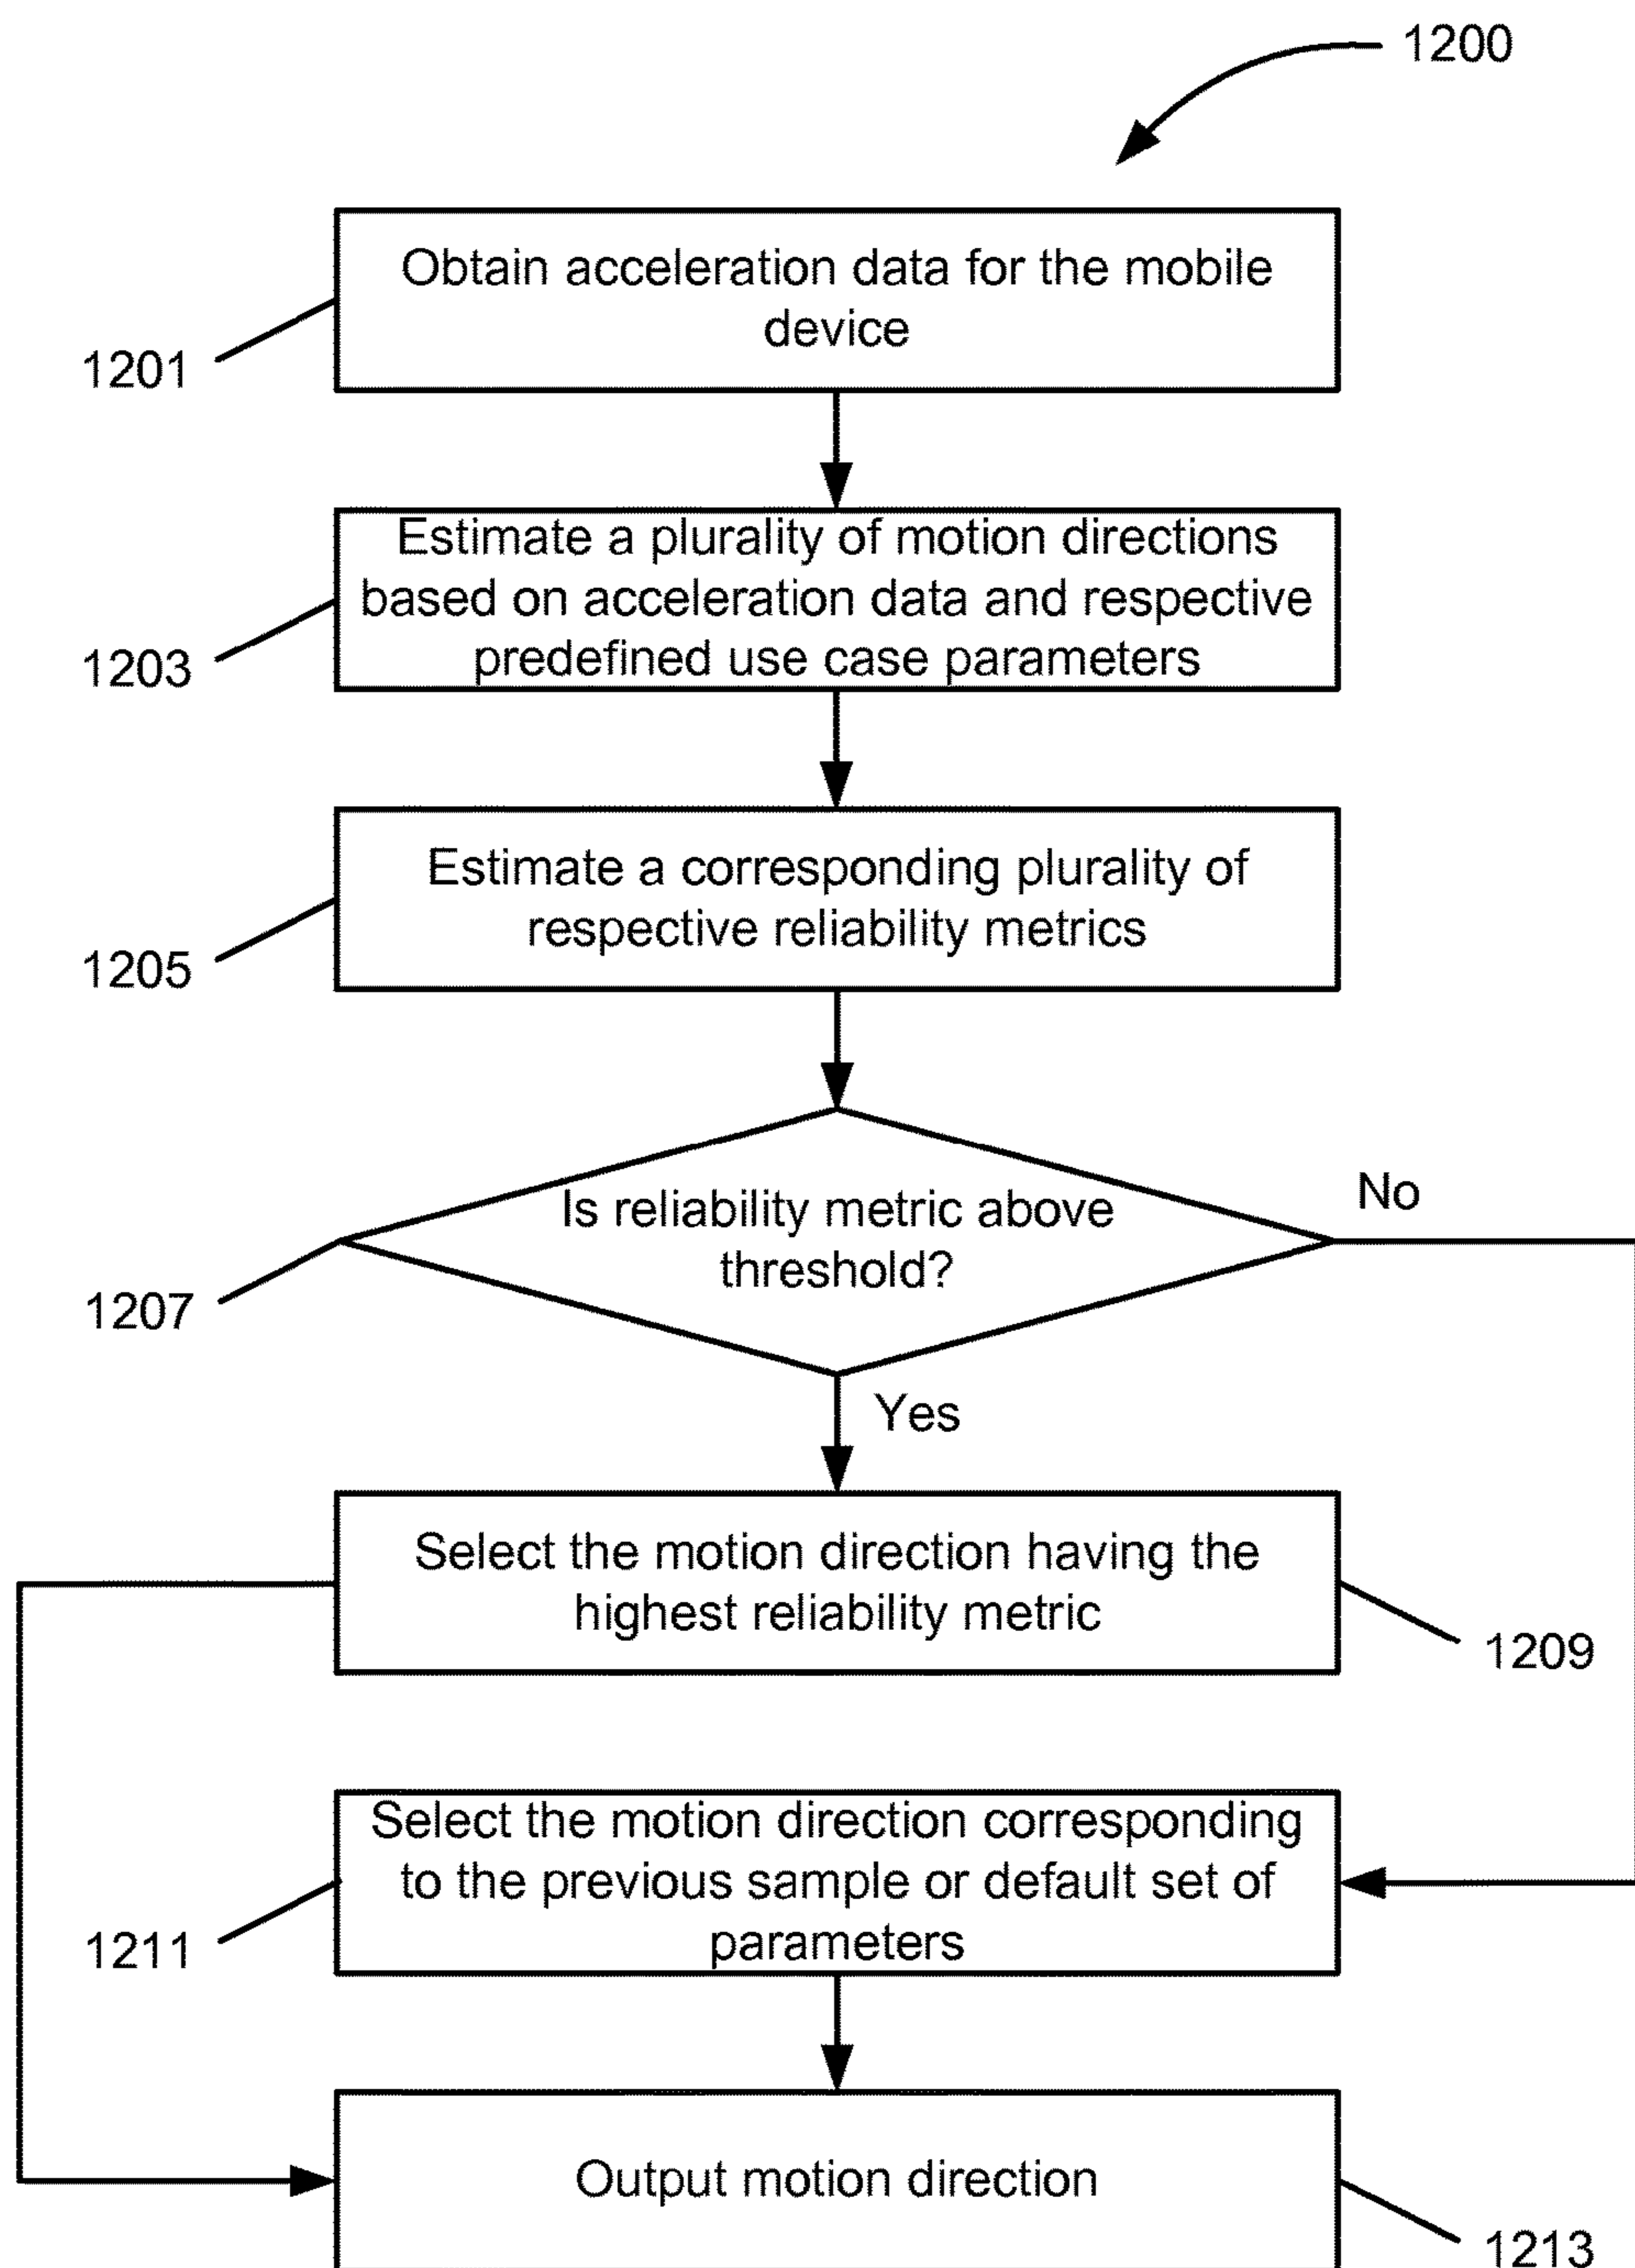 1200
Obtain acceleration data for the mobile
device
1201
Estimate a plurality of motion directions
based on acceleration data and respective
predefined use case parameters
1203
Estimate a corresponding plurality of
respective reliability metrics
1205
Is reliability metric above
threshold?
No
1207
Yes
Select the motion direction having the
highest reliability metric
1209
Select the motion direction corresponding
to the previous sample or default set of
parameters
1211
Output motion direction
1213